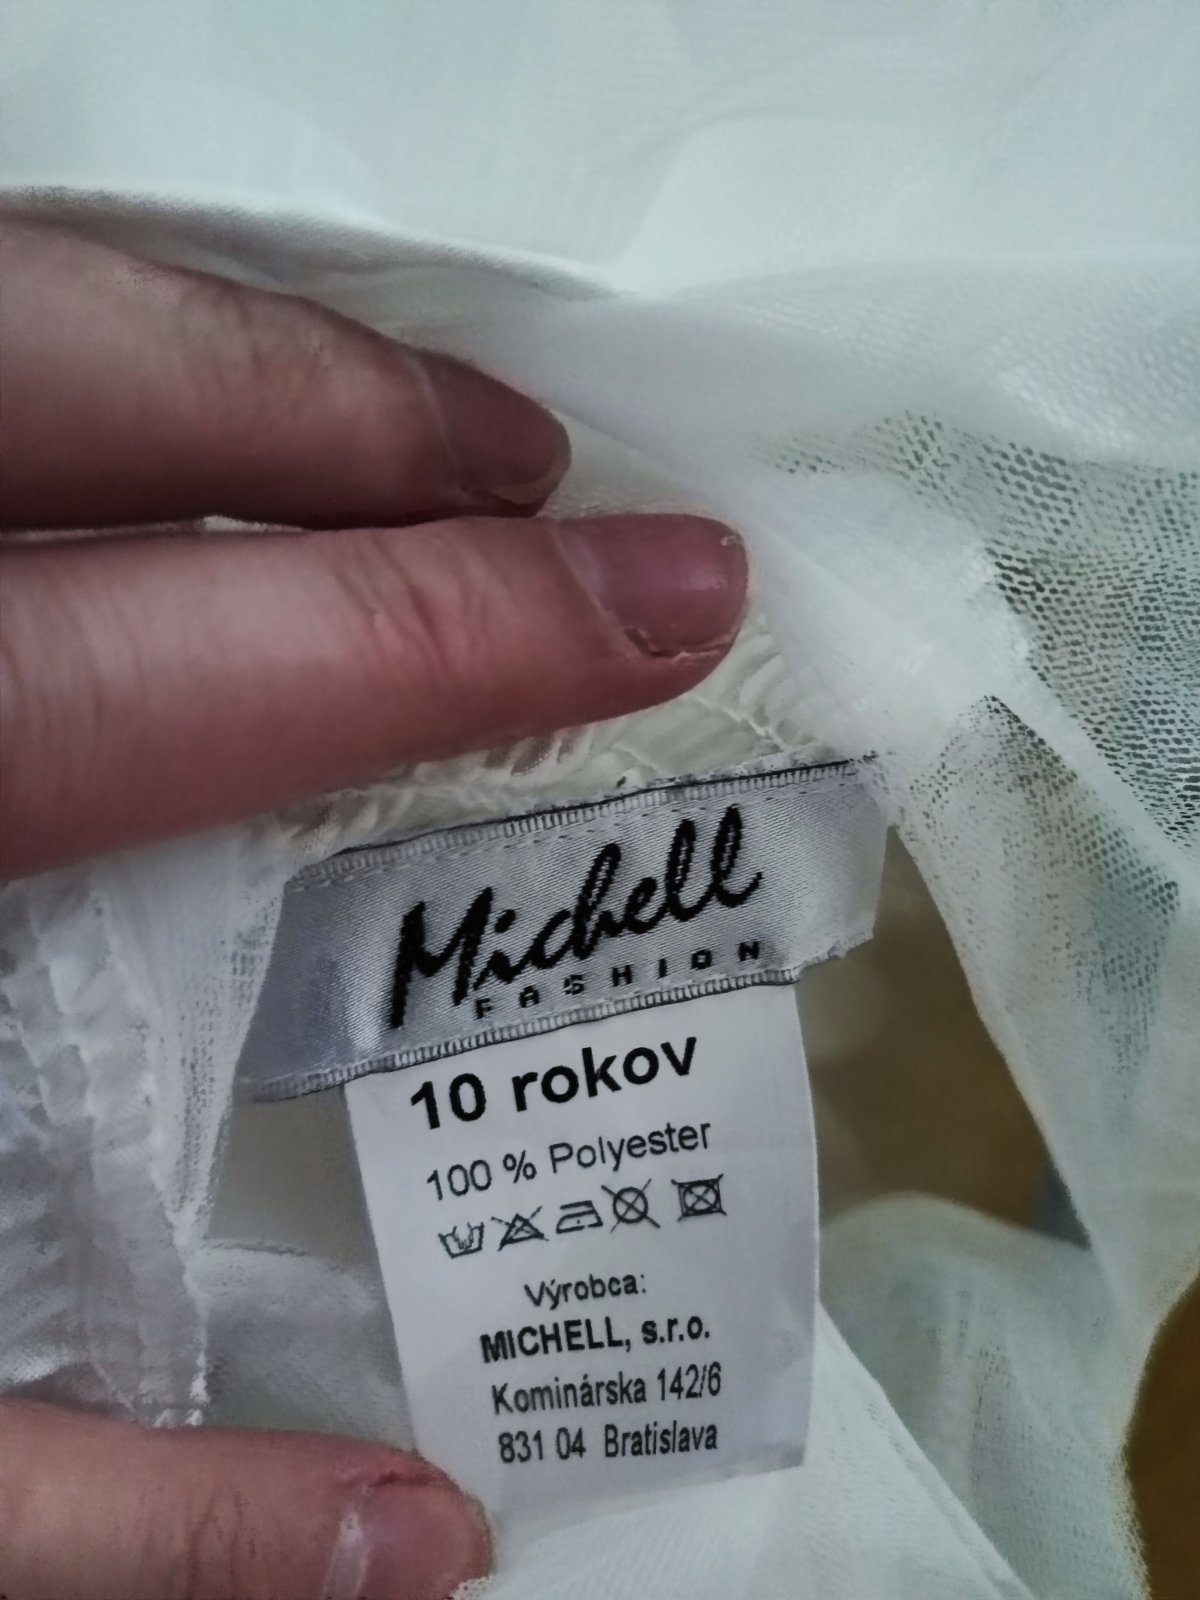 Michell
FASHION
10 rokov
100 % Polyester
Výrobca:
MICHELL, s.r.o.
Kominárska 142/6
831 04 Bratislava